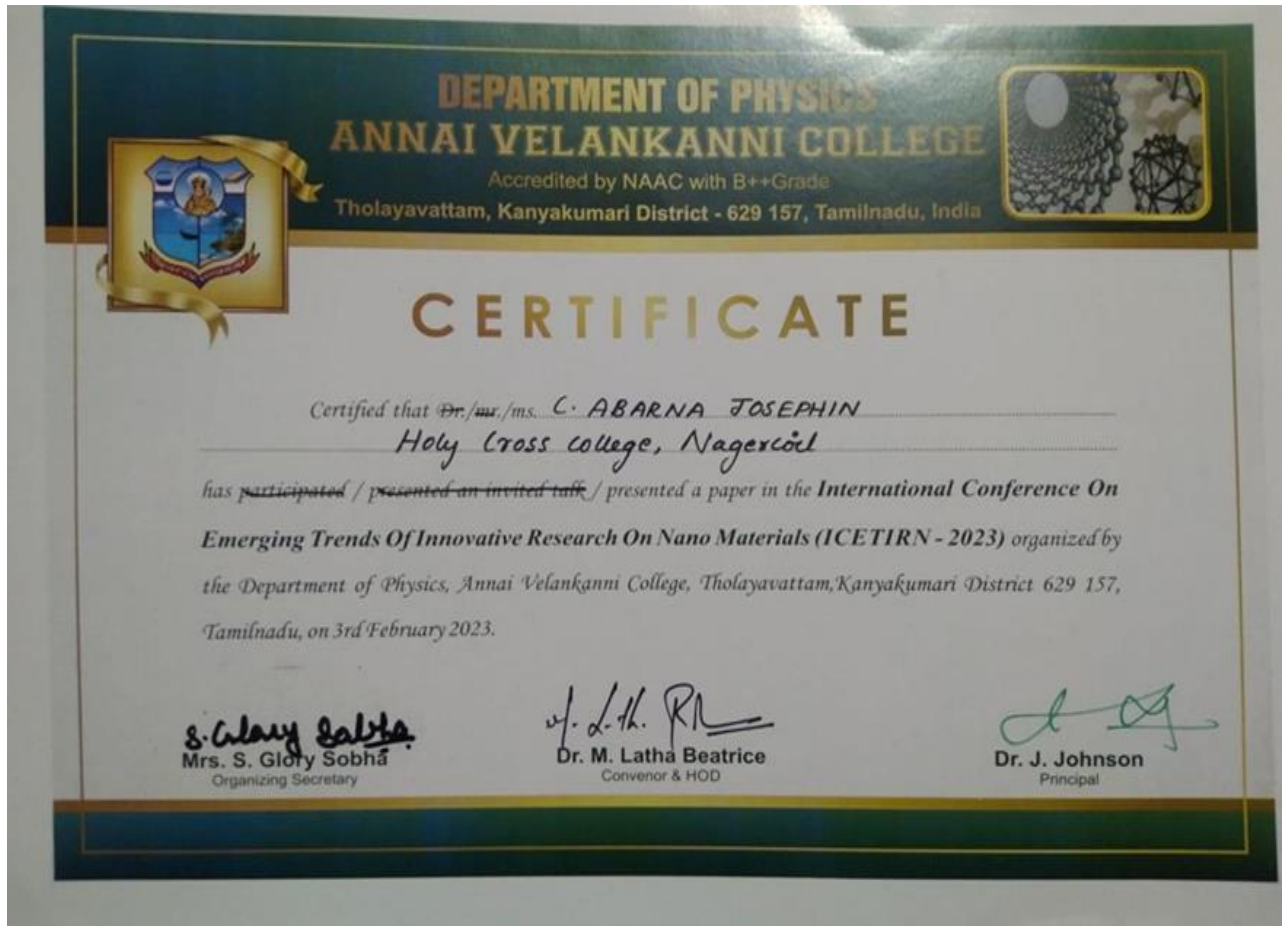 DEPARTMENT OF PHYSICS
ANNAI VELANKANNI COLLEGE
Accredited by NAAC with B++Grade
Tholayavattam, Kanyakumari District - 629 157, Tamilnadu, India
CERTIFICATE
Certified that Dr./mr./ms. C. ABARNA JOSEPHIN
Holy Cross college, Nagercoil
has participated / presented an invited talk / presented a paper in the International Conference On
Emerging Trends Of Innovative Research On Nano Materials (ICETIRN - 2023) organized by
the Department of Physics, Annai Velankanni College, Tholayavattam,Kanyakumari District 629 157,
Tamilnadu, on 3rd February 2023.
S. Glory Sobha
Mrs. S. Glory Sobha
Organizing Secretary
Dr. M. Latha Beatrice
Convenor & HOD
Dr. J. Johnson
Principal